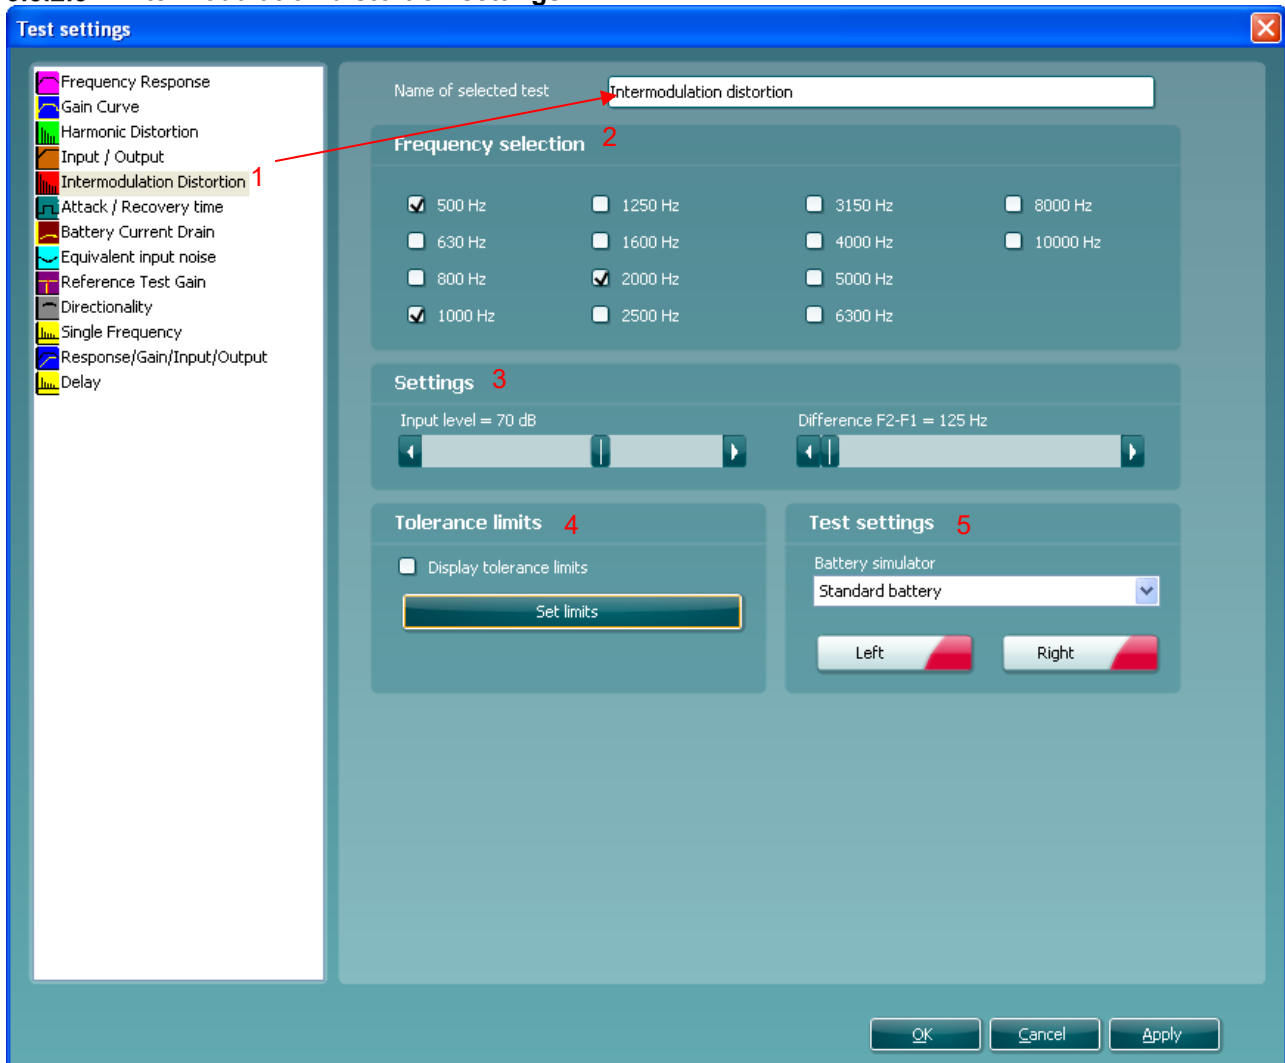 Test settings
Frequency Response
Gain Curve
Harmonic Distortion
Input / Output
Intermodulation Distortion 1
Attack / Recovery time
Battery Current Drain
Equivalent input noise
Reference Test Gain
Directionality
Single Frequency
Response/Gain/Input/Output
Delay
Name of selected test Intermodulation distortion
Frequency selection 2
500 Hz 1250 Hz 3150 Hz 8000 Hz
630 Hz 1600 Hz 4000 Hz 10000 Hz
800 Hz 2000 Hz 5000 Hz
1000 Hz 2500 Hz 6300 Hz
Settings 3
Input level = 70 dB Difference F2-F1 = 125 Hz
Tolerance limits 4
Display tolerance limits
Set limits
Test settings 5
Battery simulator
Standard battery
Left Right
OK Cancel Apply